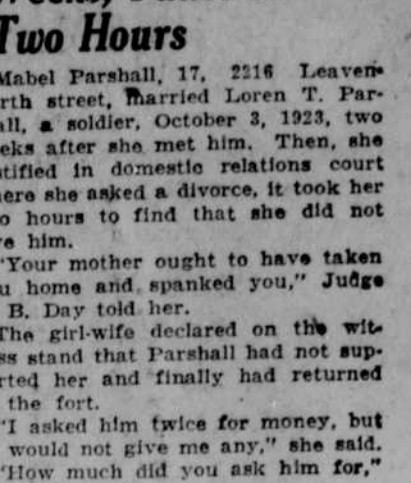 Two Hours
Mabel Parshall, 17, 2216 Leaven-
rth street, married Loren T. Par-
all, a soldier, October 3, 1923, two
eks after she met him. Then, she
stified in domestic relations court
here she asked a divorce, it took her
o hours to find that she did not
e him.
"Your mother ought to have taken
u home and spanked you," Judge
B. Day told her.
The girl-wife declared on the wit-
ss stand that Parshall had not sup-
rted her and finally had returned
the fort.
"I asked him twice for money, but
would not give me any," she said.
"How much did you ask him for,"